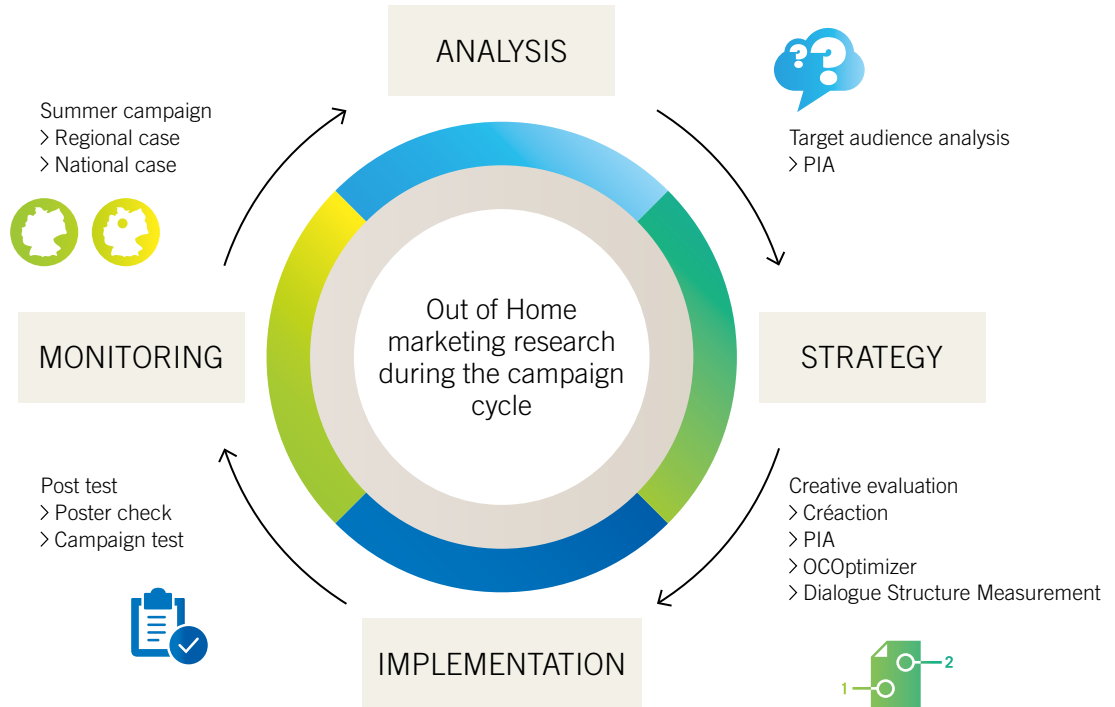 ANALYSIS
? ?
Target audience analysis
> PIA
STRATEGY
Creative evaluation
> Créaction
> PIA
> OCOptimizer
> Dialogue Structure Measurement
1
2
IMPLEMENTATION
Post test
> Poster check
> Campaign test
MONITORING
Summer campaign
> Regional case
> National case
Out of Home
marketing research
during the campaign
cycle